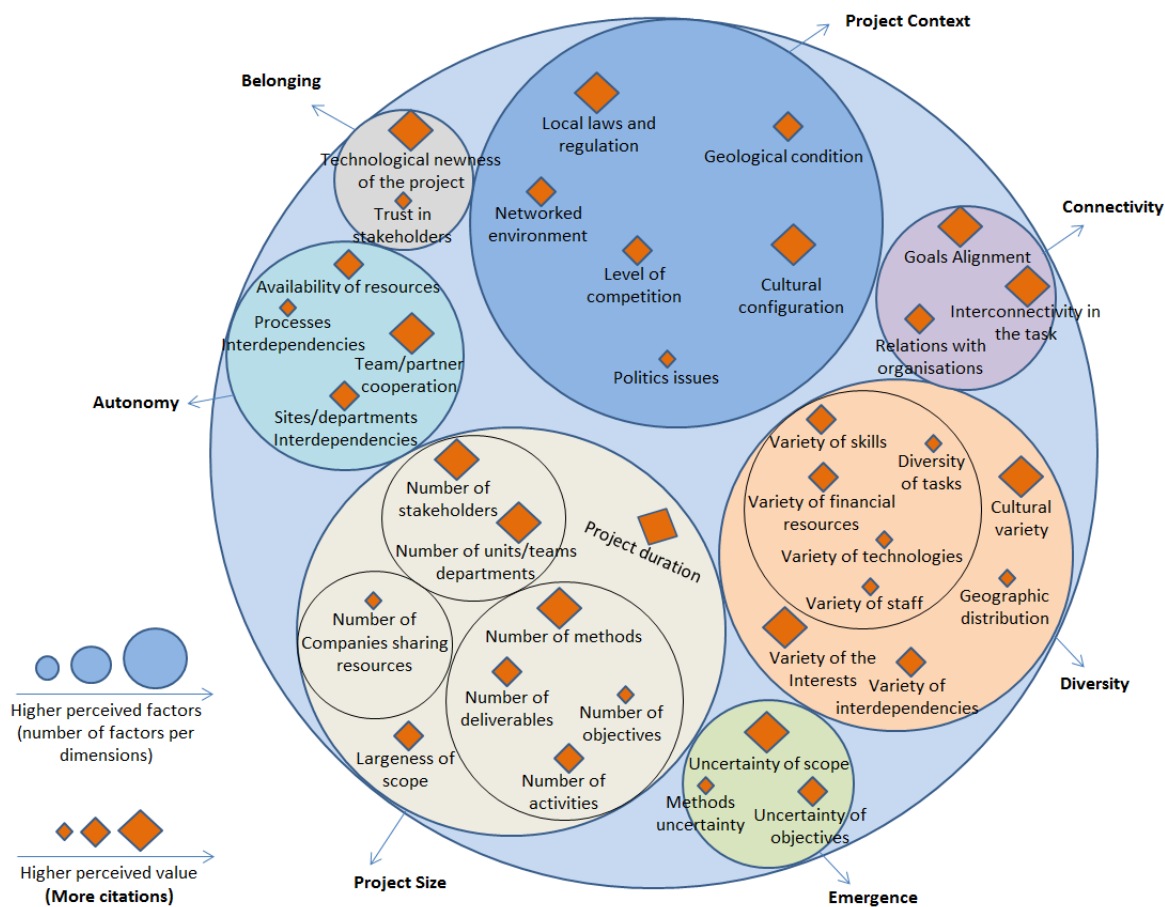 Project Context
Belonging
Technological newness
of the project
Trust in
stakeholders
Local laws and
regulation
Geological condition
Networked
environment
Level of
competition
Cultural
configuration
Politics issues
Connectivity
Goals Alignment
Interconnectivity in
the task
Relations with
organisations
Availability of resources
Processes
Interdependencies
Team/partner
cooperation
Sites/departments
Interdependencies
Autonomy
Number of
stakeholders
Number of units/teams
departments
Project duration
Number of
Companies sharing
resources
Number of methods
Number of
deliverables
Number of
objectives
Number of
activities
Largeness of
scope
Project Size
Variety of skills
Diversity
of tasks
Variety of financial
resources
Variety of technologies
Variety of staff
Cultural
variety
Geographic
distribution
Variety of the
Interests
Variety of
interdependencies
Diversity
Uncertainty of scope
Methods
uncertainty
Uncertainty of
objectives
Emergence
Higher perceived factors
(number of factors per
dimensions)
Higher perceived value
(More citations)